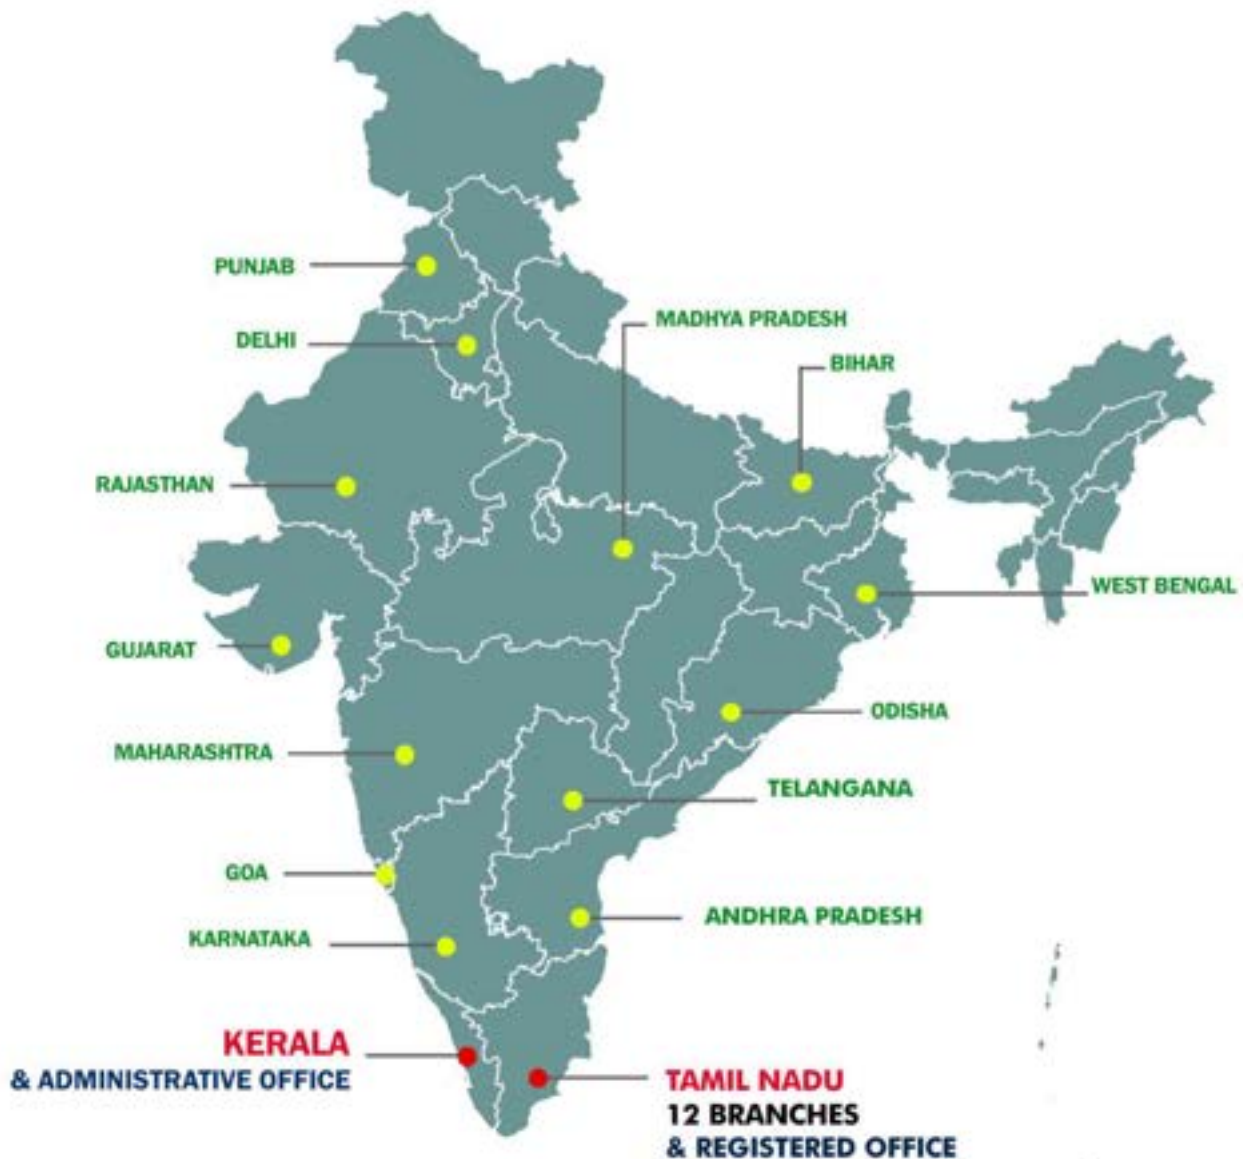 PUNJAB
MADHYA PRADESH
DELHI
BIHAR
RAJASTHAN
WEST BENGAL
GUJARAT
ODISHA
MAHARASHTRA
TELANGANA
GOA
ANDHRA PRADESH
KARNATAKA
KERALA
& ADMINISTRATIVE OFFICE
TAMIL NADU
12 BRANCHES
& REGISTERED OFFICE